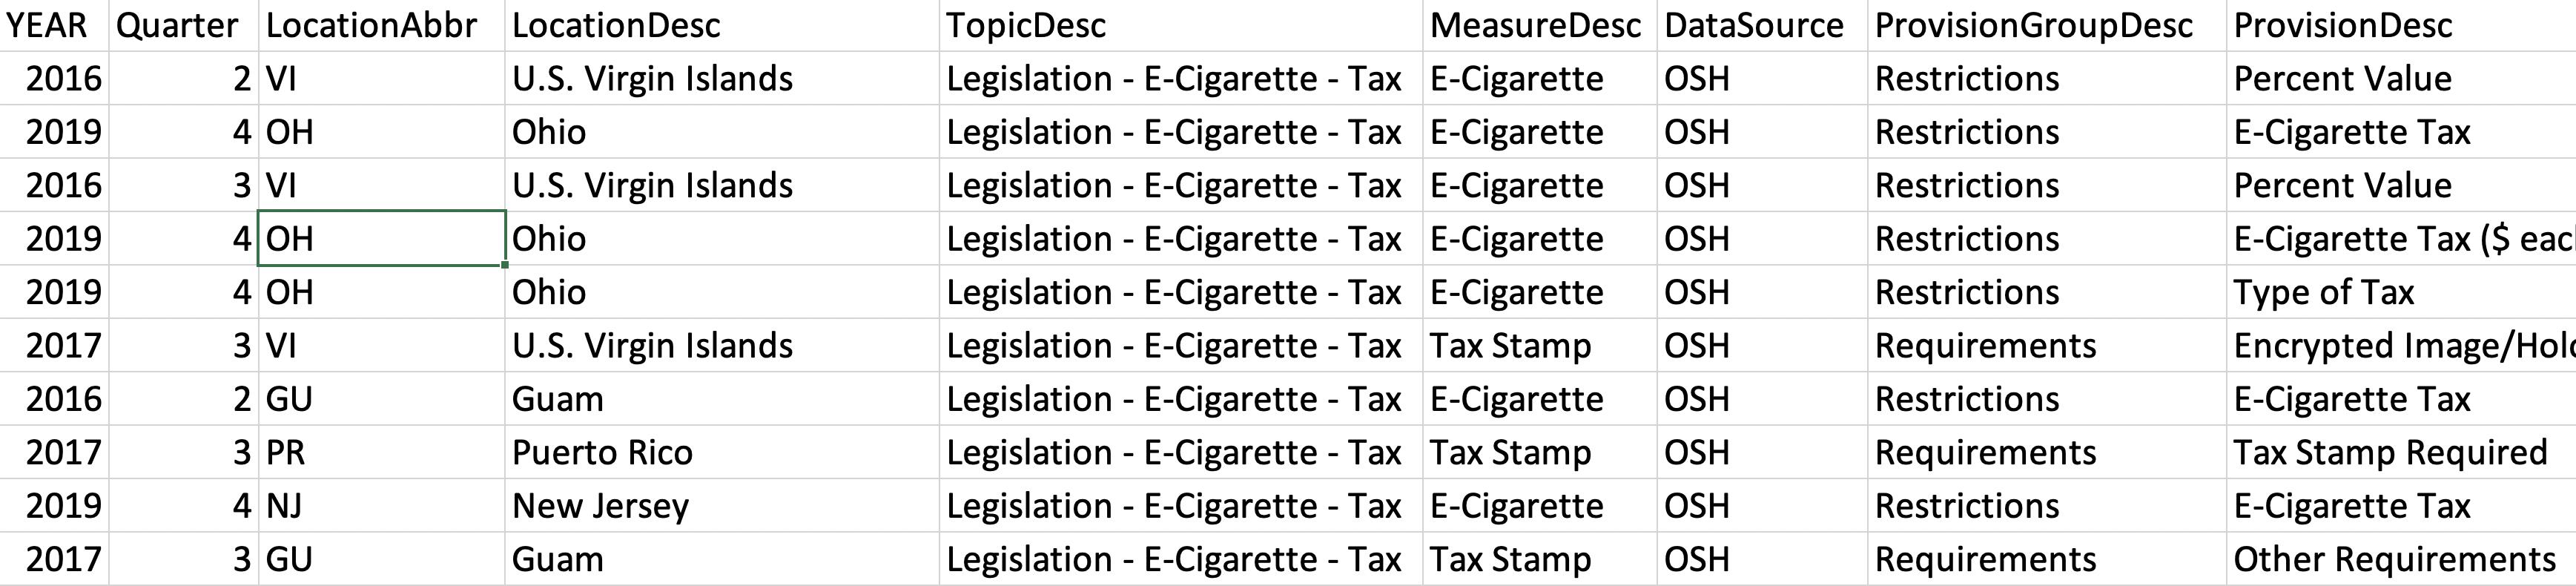 YEAR Quarter LocationAbbr LocationDesc TopicDesc MeasureDesc DataSource ProvisionGroupDesc ProvisionDesc
2016 2 VI U.S. Virgin Islands Legislation - E-Cigarette - Tax E-Cigarette OSH Restrictions Percent Value
2019 4 OH Ohio Legislation - E-Cigarette - Tax E-Cigarette OSH Restrictions E-Cigarette Tax
2016 3 VI U.S. Virgin Islands Legislation - E-Cigarette - Tax E-Cigarette OSH Restrictions Percent Value
2019 4 OH Ohio Legislation - E-Cigarette - Tax E-Cigarette OSH Restrictions E-Cigarette Tax ($
2019 4 OH Ohio Legislation - E-Cigarette - Tax E-Cigarette OSH Restrictions Type of Tax
2017 3 VI U.S. Virgin Islands Legislation - E-Cigarette - Tax Tax Stamp OSH Requirements Encrypted
2016 2 GU Guam Legislation - E-Cigarette - Tax E-Cigarette OSH Restrictions E-Cigarette Tax
2017 3 PR Puerto Rico Legislation - E-Cigarette - Tax Tax Stamp OSH Requirements Tax Stamp Required
2019 4 NJ New Jersey Legislation - E-Cigarette - Tax E-Cigarette OSH Restrictions E-Cigarette Tax
2017 3 GU Guam Legislation - E-Cigarette - Tax Tax Stamp OSH Requirements Other Requirements